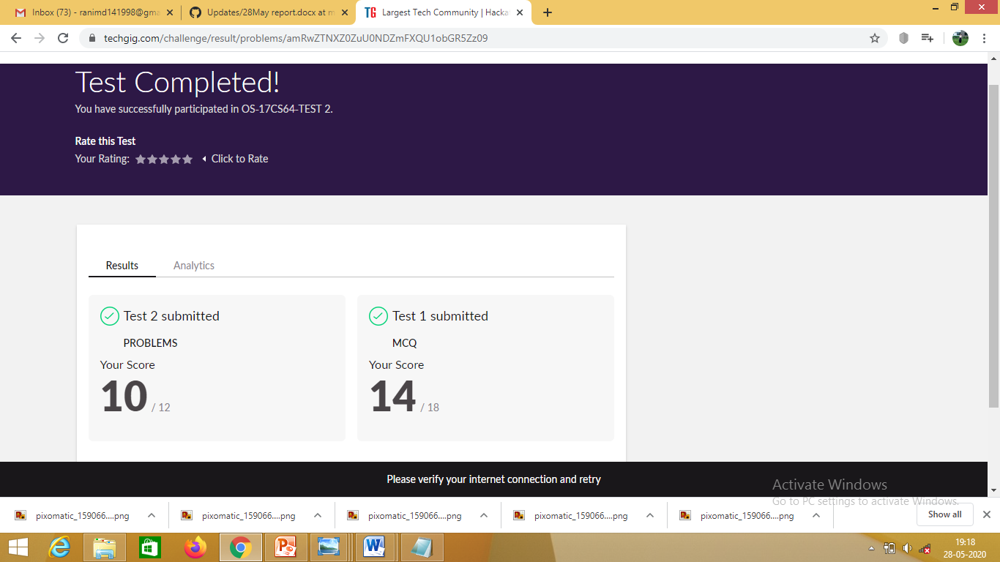 Inbox (73) - ranimd141998@gma
Updates/28May report.docx at m
TG Largest Tech Community | Hacka
techgig.com/challenge/result/problems/amRwZTNXZ0ZuU0NDZmFXQU1obGR5Zz09
Test Completed!
You have successfully participated in OS-17CS64-TEST 2.
Rate this Test
Your Rating: Click to Rate
Results Analytics
Test 2 submitted
PROBLEMS
Your Score
10 / 12
Test 1 submitted
MCQ
Your Score
14 / 18
Please verify your internet connection and retry
Activate Windows
Go to PC settings to activate Windows.
pixomatic_159066....png
pixomatic_159066....png
pixomatic_159066....png
pixomatic_159066....png
pixomatic_159066....png
Show all
19:18
28-05-2020